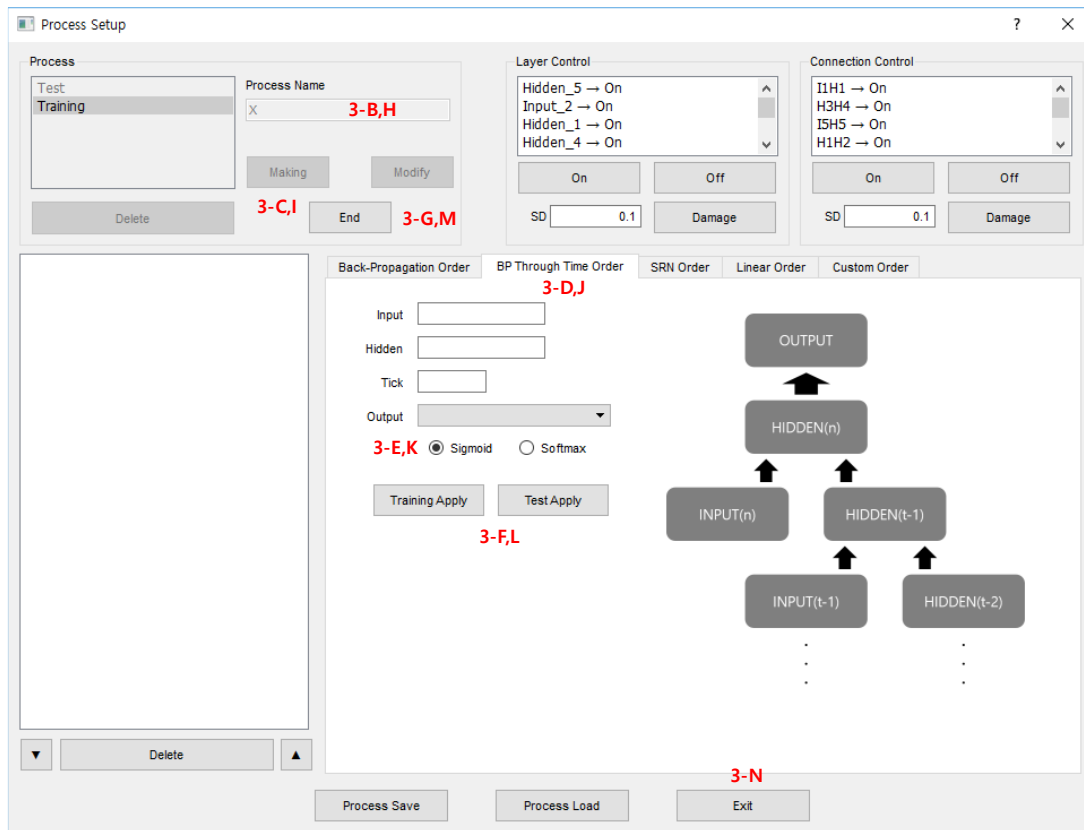 Process Setup
?
Process
Test
Training
Process Name
X
3-B,H
Making
Modify
3-C,I
Delete
End
3-G,M
Layer Control
Hidden_5 → On
Input_2 → On
Hidden_1 → On
Hidden_4 → On
On
Off
SD
0.1
Damage
Connection Control
I1H1 → On
H3H4 → On
I5H5 → On
H1H2 → On
On
Off
SD
0.1
Damage
Back-Propagation Order
BP Through Time Order
SRN Order
Linear Order
Custom Order
3-D,J
Input
Hidden
Tick
Output
3-E,K
Sigmoid
Softmax
Training Apply
Test Apply
3-F,L
OUTPUT
HIDDEN(n)
INPUT(n)
HIDDEN(t-1)
INPUT(t-1)
HIDDEN(t-2)
Delete
3-N
Process Save
Process Load
Exit